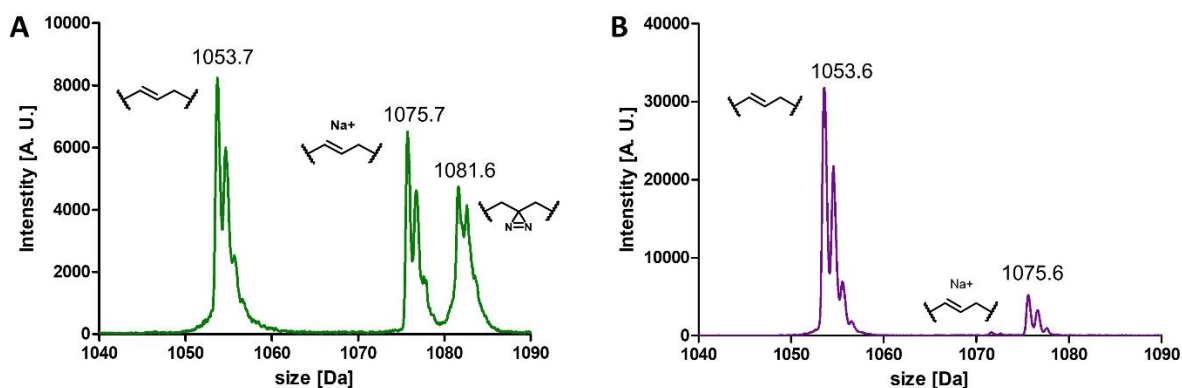 A
Intenstity [A. U.]
10000
8000
6000
4000
2000
0
1053.7
Na+
1075.7
1081.6
N=N
1040 1050 1060 1070 1080 1090
size [Da]
B
Intenstity [A. U.]
40000
30000
20000
10000
0
1053.6
Na+
1075.6
1040 1050 1060 1070 1080 1090
size [Da]